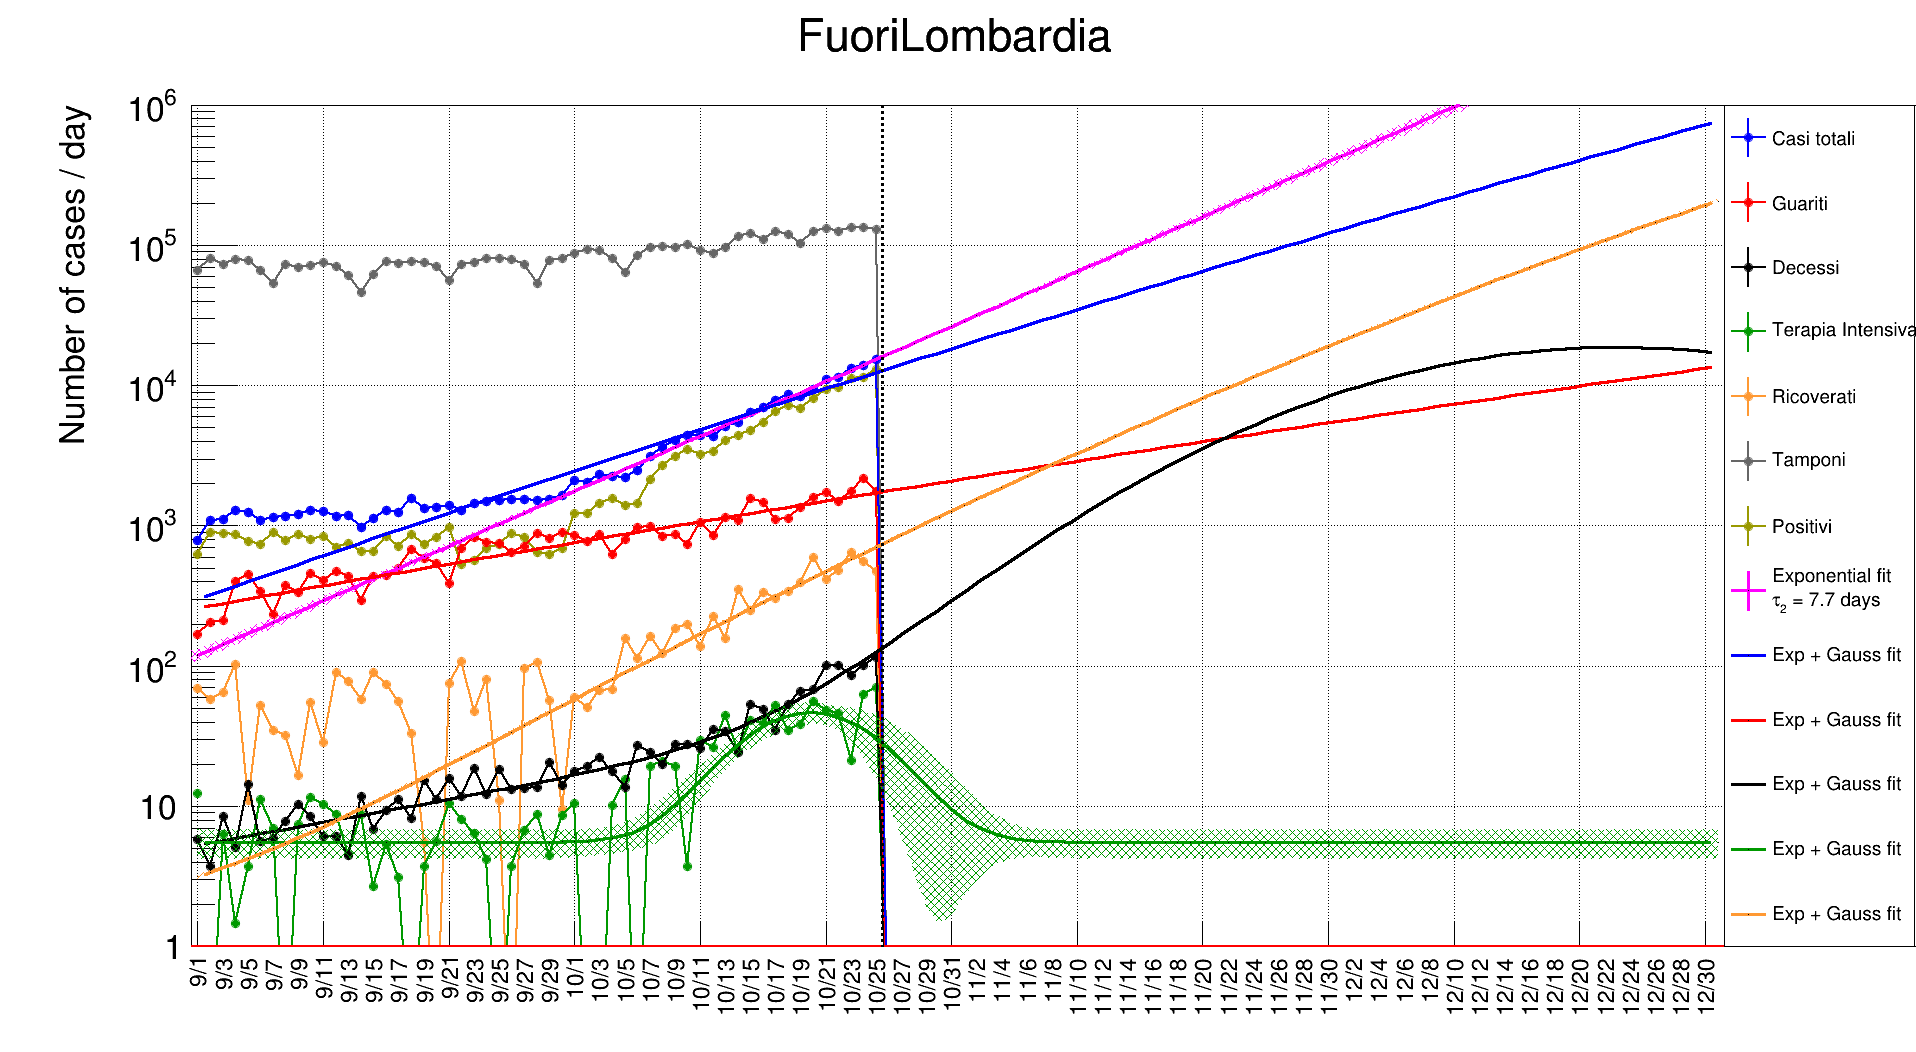 FuoriLombardia
Number of cases / day
10⁶
10⁵
10⁴
10³
10²
10
1
9/1 9/3 9/5 9/7 9/9 9/11 9/13 9/15 9/17 9/19 9/21 9/23 9/25 9/27 9/29 10/1 10/3 10/5 10/7 10/9 10/11 10/13 10/15 10/17 10/19 10/21 10/23 10/25 10/27 10/29 10/31 11/2 11/4 11/6 11/8 11/10 11/12 11/14 11/16 11/18 11/20 11/22 11/24 11/26 11/28 11/30 12/2 12/4 12/6 12/8 12/10 12/12 12/14 12/16 12/18 12/20 12/22 12/24 12/26 12/28 12/30
Casi totali
Guariti
Decessi
Terapia Intensiva
Ricoverati
Tamponi
Positivi
Exponential fit
τ₂ = 7.7 days
Exp + Gauss fit
Exp + Gauss fit
Exp + Gauss fit
Exp + Gauss fit
Exp + Gauss fit